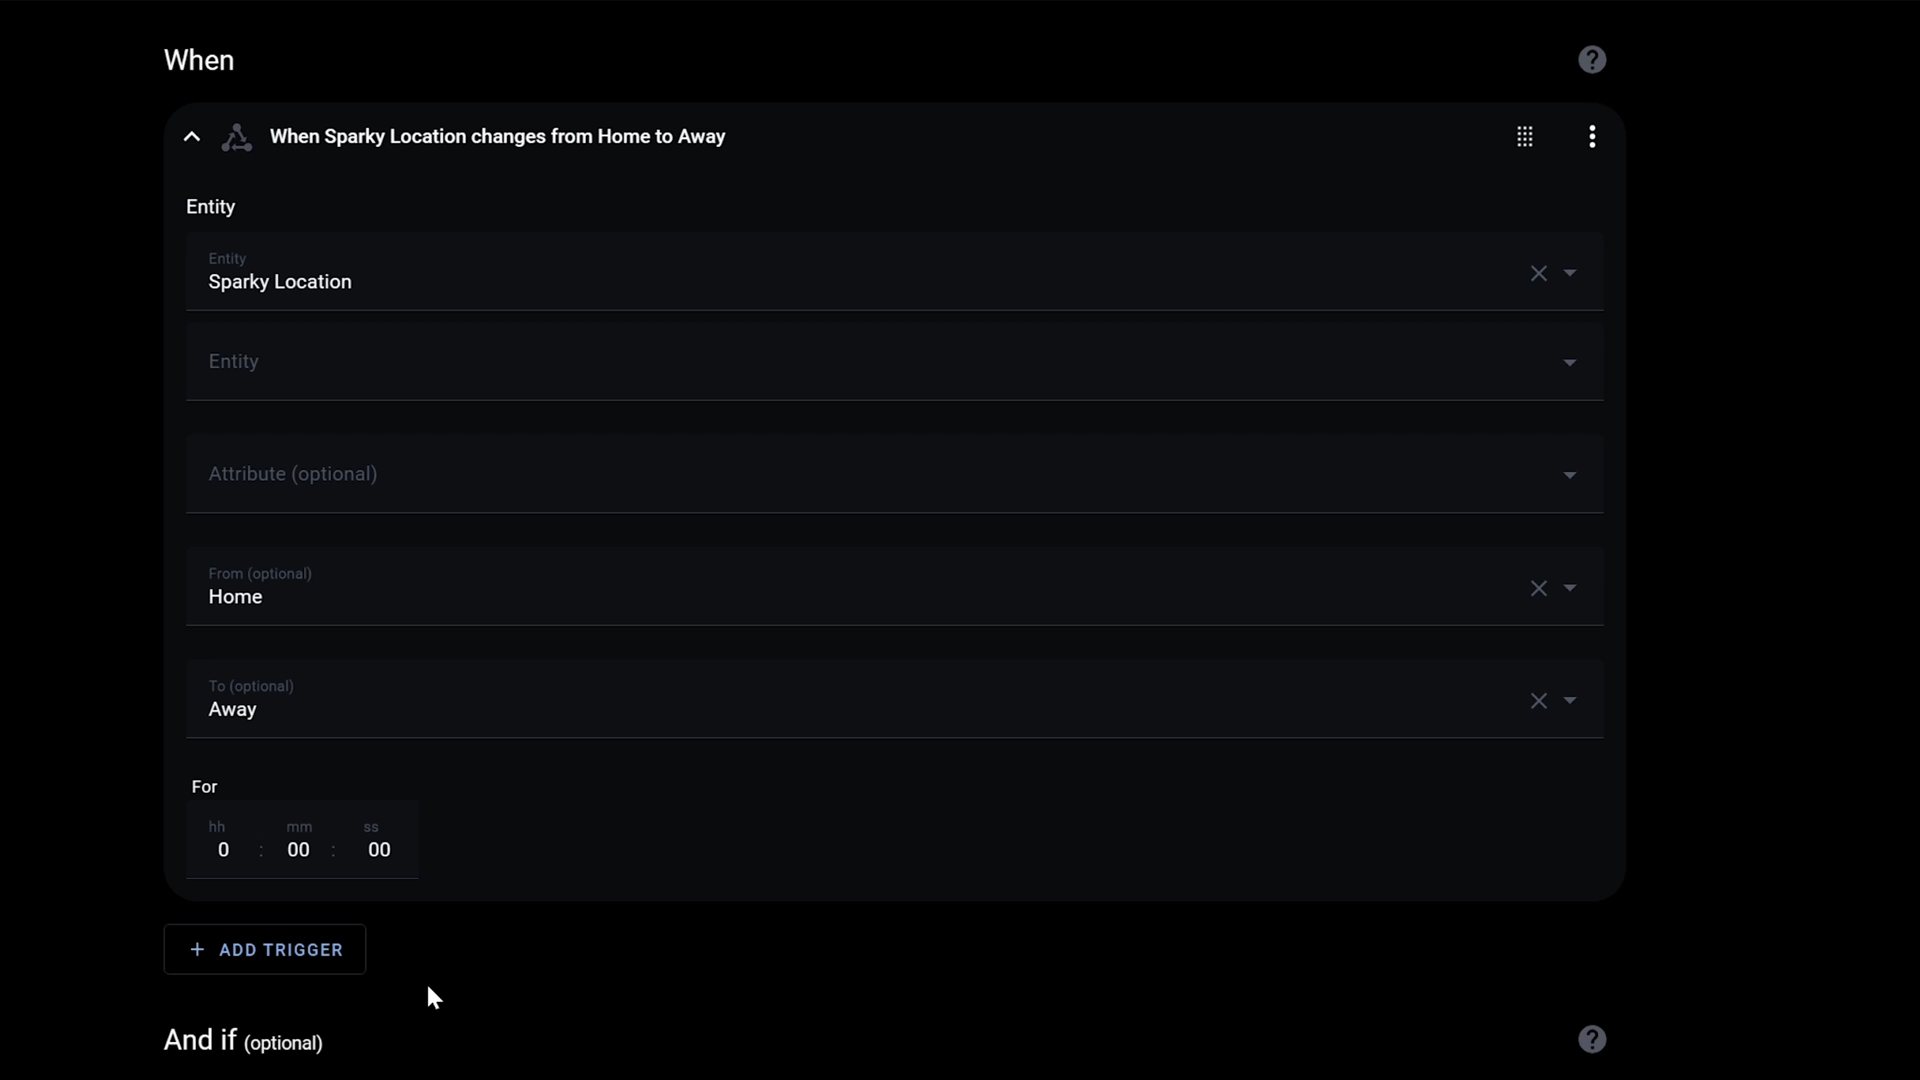 When
When Sparky Location changes from Home to Away
Entity
Entity
Sparky Location
Entity
Attribute (optional)
From (optional)
Home
To (optional)
Away
For
hh mm ss
0 : 00 : 00
+ ADD TRIGGER
And if (optional)